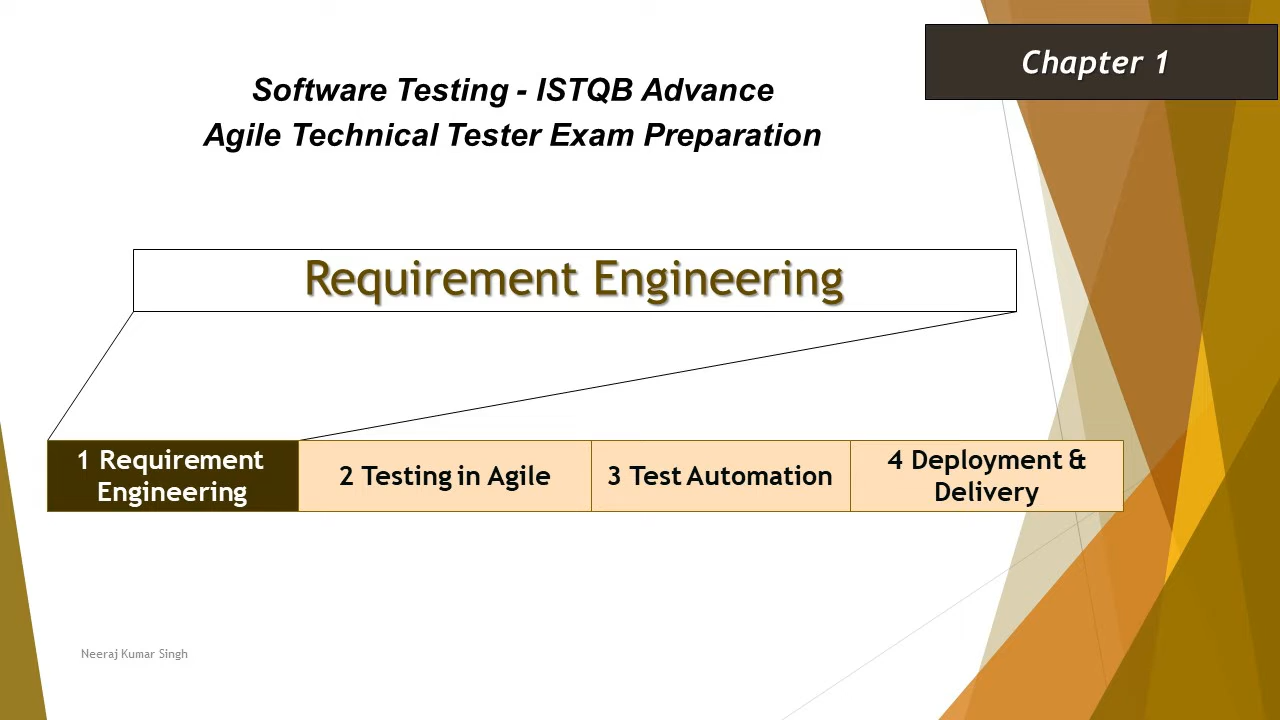 Chapter 1
Software Testing - ISTQB Advance
Agile Technical Tester Exam Preparation
Requirement Engineering
1 Requirement
Engineering
2 Testing in Agile
3 Test Automation
4 Deployment &
Delivery
Neeraj Kumar Singh